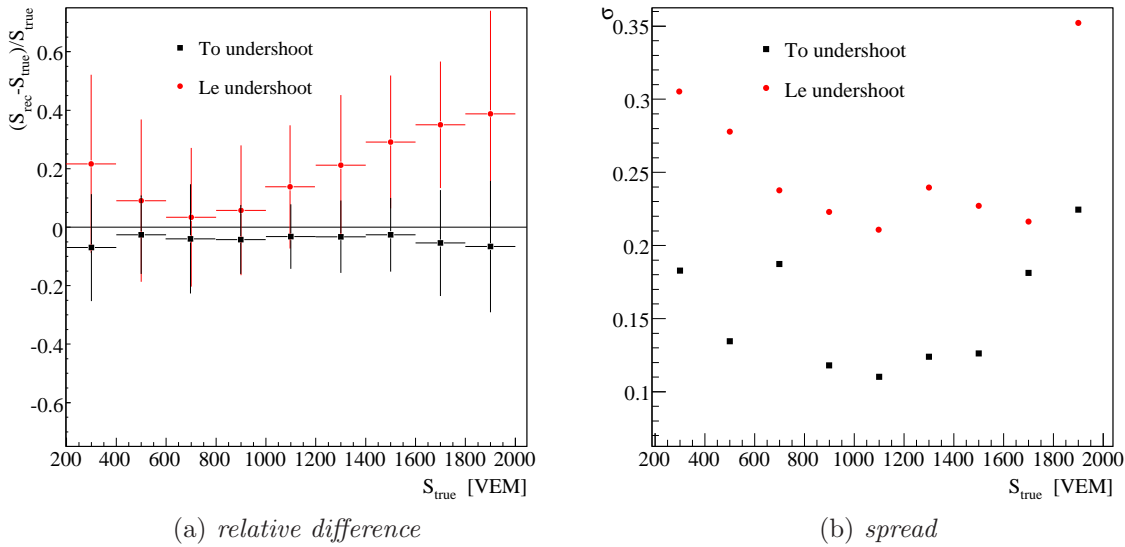 (S_rec-S_true)/S_true
To undershoot
Le undershoot
0.6
0.4
0.2
0
-0.2
-0.4
-0.6
200 400 600 800 1000 1200 1400 1600 1800 2000
S_true [VEM]
(a) relative difference
σ
To undershoot
Le undershoot
0.35
0.3
0.25
0.2
0.15
0.1
200 400 600 800 1000 1200 1400 1600 1800 2000
S_true [VEM]
(b) spread